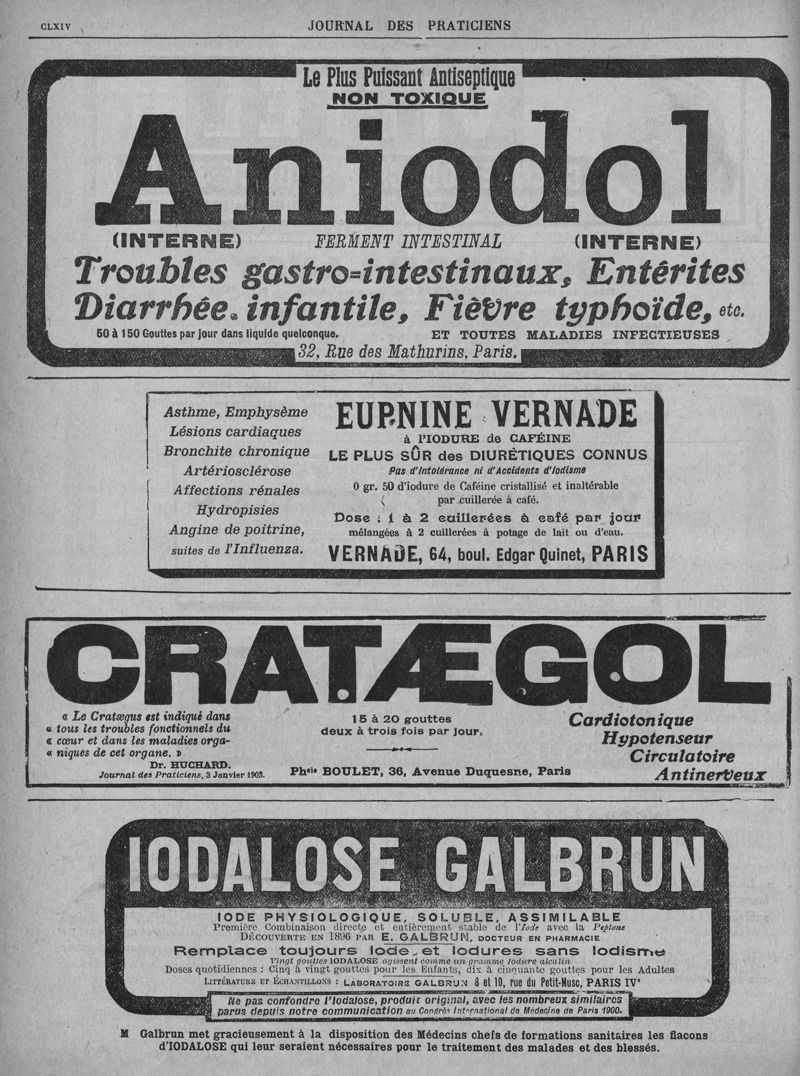 CLXIV
JOURNAL DES PRATICIENS
Le Plus Puissant Antiseptique
NON TOXIQUE
Aniodol
(INTERNE) FERMENT INTESTINAL (INTERNE)
Troubles gastro=intestinaux, Entérites
Diarrhée infantile, Fièvre typhoïde, etc.
50 à 150 Gouttes par jour dans liquide quelconque. ET TOUTES MALADIES INFECTIEUSES
32, Rue des Mathurins, Paris.
Asthme, Emphysème
Lésions cardiaques
Bronchite chronique
Artériosclérose
Affections rénales
Hydropisies
Angine de poitrine,
suites de l'Influenza.
EUPNINE VERNADE
à l'IODURE de CAFÉINE
LE PLUS SÛR des DIURÉTIQUES CONNUS
Pas d'Intolérance ni d'Accidents d'Iodisme
0 gr. 50 d'iodure de Caféine cristallisé et inaltérable
par cuillerée à café.
Dose : 1 à 2 cuillerées à café par jour
mélangées à 2 cuillerées à potage de lait ou d'eau.
VERNADE, 64, boul. Edgar Quinet, PARIS
CRATÆGOL
« Le Cratægus est indiqué dans
« tous les troubles fonctionnels du
« cœur et dans les maladies orga-
« niques de cet organe. »
Dr. HUCHARD.
Journal des Praticiens, 3 Janvier 1903.
15 à 20 gouttes
deux à trois fois par jour.
Phcie BOULET, 36, Avenue Duquesne, Paris
Cardiotonique
Hypotenseur
Circulatoire
Antinerveux
IODALOSE GALBRUN
IODE PHYSIOLOGIQUE, SOLUBLE, ASSIMILABLE
Première Combinaison directe et entièrement stable de l'Iode avec la Peptone
DÉCOUVERTE EN 1896 PAR E. GALBRUN, DOCTEUR EN PHARMACIE
Remplace toujours Iode et Iodures sans Iodisme
Vingt gouttes IODALOSE agissent comme un gramme Iodure alcalin
Doses quotidiennes : Cinq à vingt gouttes pour les Enfants, dix à cinquante gouttes pour les Adultes
LITTÉRATURE ET ÉCHANTILLONS : LABORATOIRE GALBRUN 8 et 10, rue du Petit-Musc, PARIS IVe
Ne pas confondre l'Iodalose, produit original, avec les nombreux similaires
parus depuis notre communication au Congrès International de Médecine de Paris 1900.
M Galbrun met gracieusement à la disposition des Médecins chefs de formations sanitaires les flacons
d'IODALOSE qui leur seraient nécessaires pour le traitement des malades et des blessés.